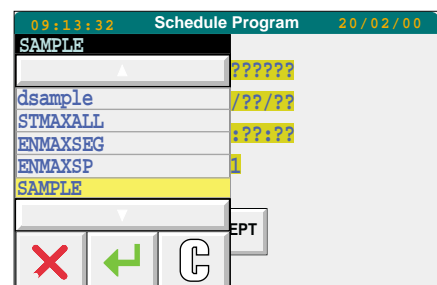 09:13:32 Schedule Program 20/02/00
SAMPLE
??????
dsample
/??/??
STMAXALL
:??:??
ENMAXSEG
ENMAXSP
1
SAMPLE
EPT
C